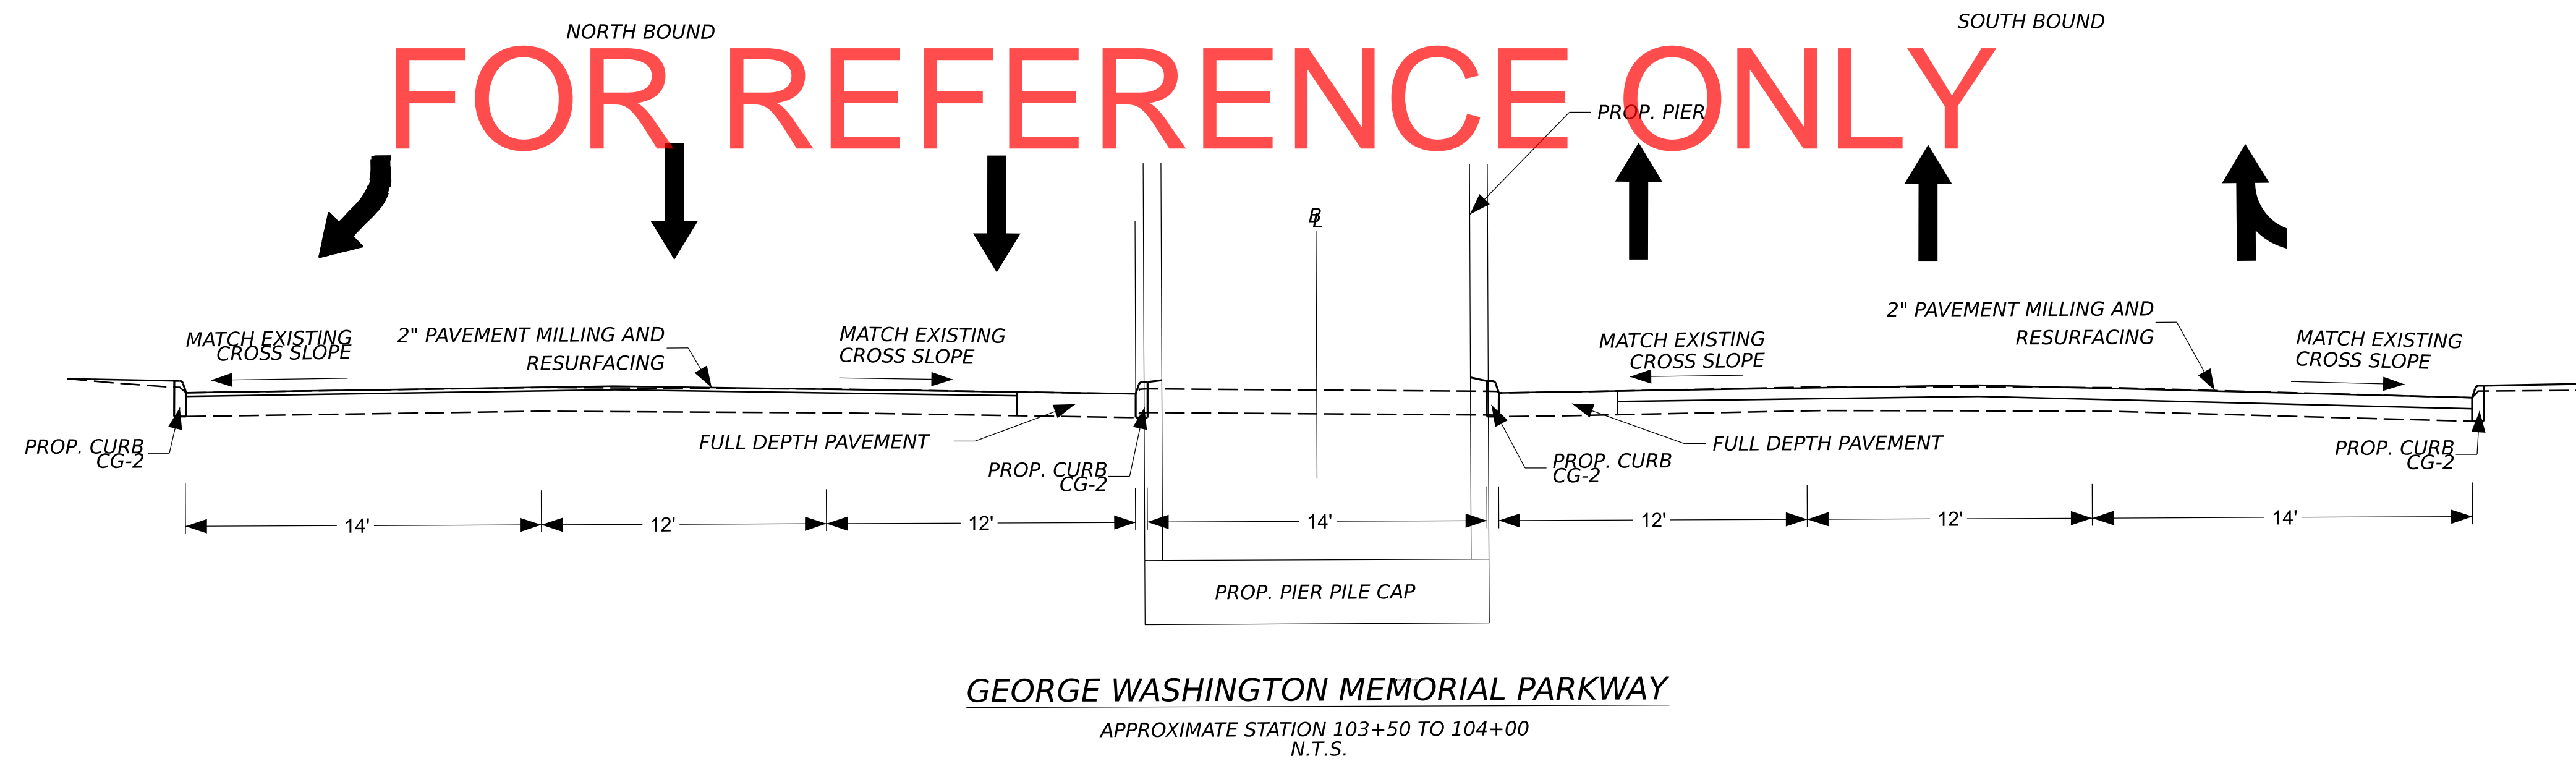 NORTH BOUND
SOUTH BOUND
FOR REFERENCE ONLY
PROP. PIER
BL
MATCH EXISTING
CROSS SLOPE
2" PAVEMENT MILLING AND
RESURFACING
MATCH EXISTING
CROSS SLOPE
MATCH EXISTING
CROSS SLOPE
2" PAVEMENT MILLING AND
RESURFACING
MATCH EXISTING
CROSS SLOPE
PROP. CURB
CG-2
FULL DEPTH PAVEMENT
PROP. CURB
CG-2
PROP. CURB
CG-2
FULL DEPTH PAVEMENT
PROP. CURB
CG-2
14'
12'
12'
14'
12'
12'
14'
PROP. PIER PILE CAP
GEORGE WASHINGTON MEMORIAL PARKWAY
APPROXIMATE STATION 103+50 TO 104+00
N.T.S.